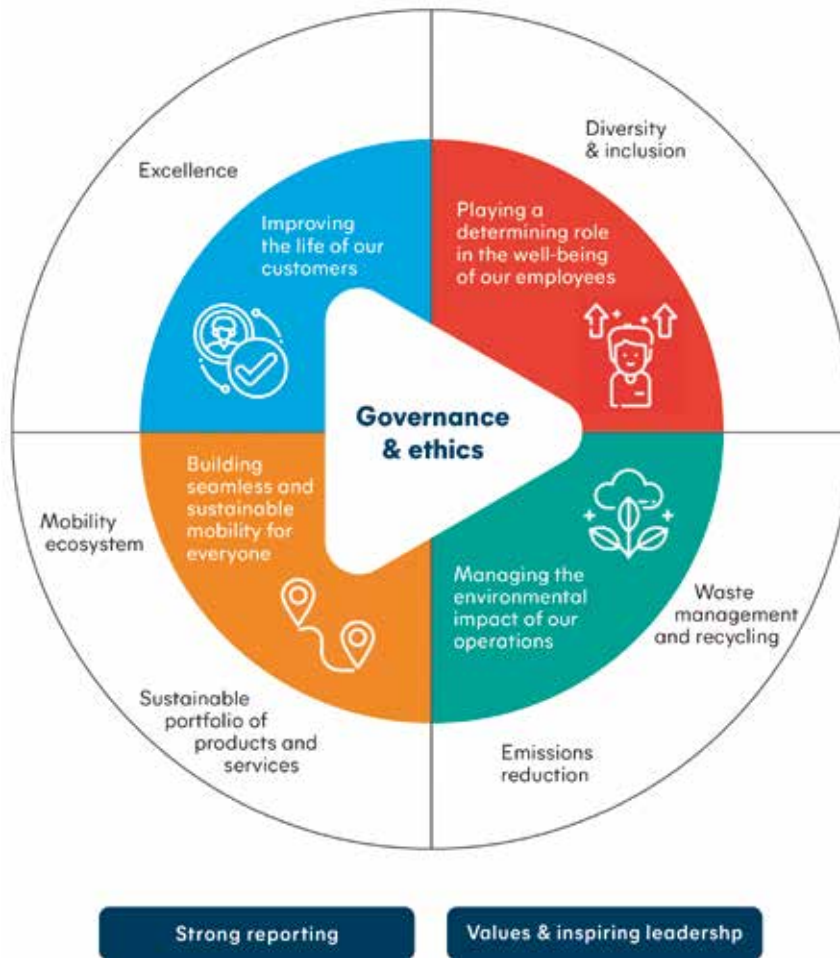 Excellence
Diversity
& inclusion
Improving
the life of our
customers
Playing a
determining role
in the well-being
of our employees
Governance
& ethics
Building
seamless and
sustainable
mobility for
everyone
Mobility
ecosystem
Managing the
environmental
impact of our
operations
Waste
management
and recycling
Sustainable
portfolio of
products and
services
Emissions
reduction
Strong reporting
Values & inspiring leadershp